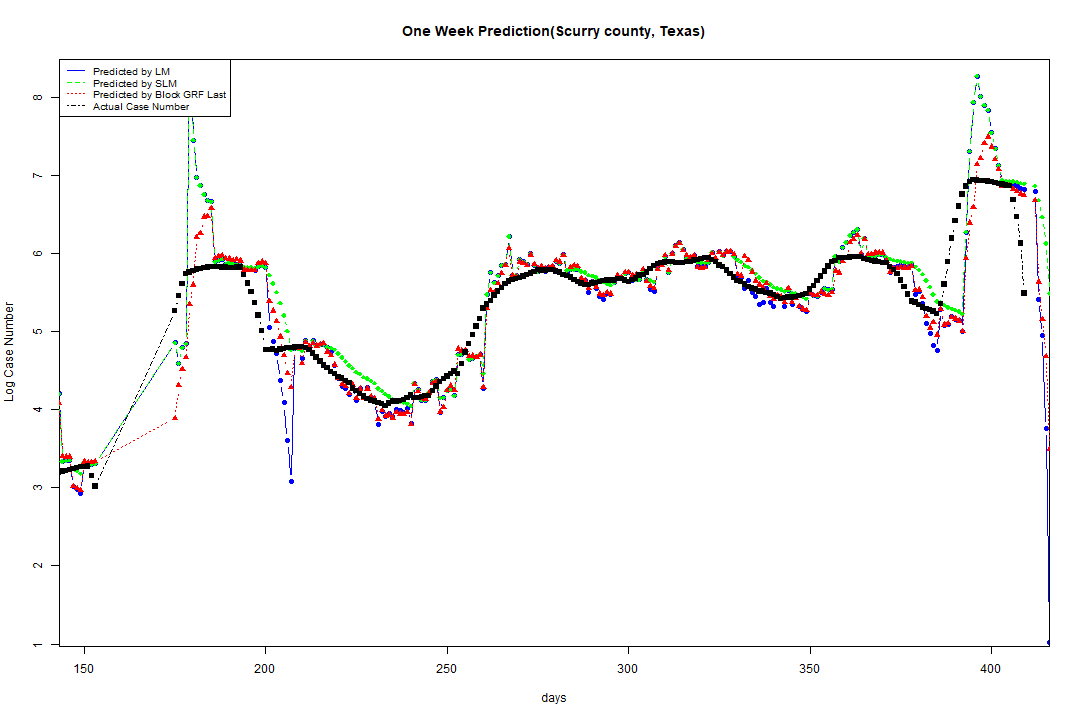 One Week Prediction(Scurry county, Texas)
Predicted by LM
Predicted by SLM
Predicted by Block GRF Last
Actual Case Number
Log Case Number
8
7
6
5
4
3
2
1
150 200 250 300 350 400
days